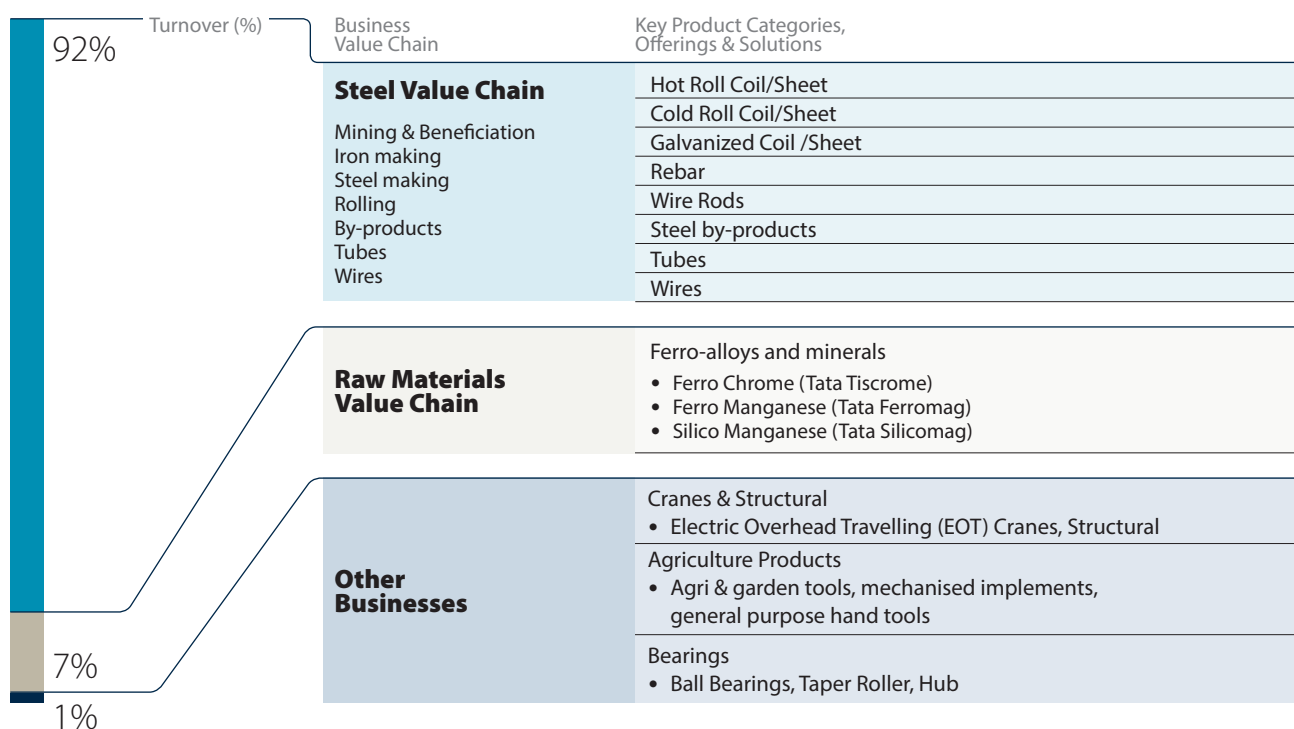 Turnover (%)
Business
Value Chain
Key Product Categories,
Offerings & Solutions
92%
Steel Value Chain
Mining & Beneficiation
Iron making
Steel making
Rolling
By-products
Tubes
Wires
Hot Roll Coil/Sheet
Cold Roll Coil/Sheet
Galvanized Coil /Sheet
Rebar
Wire Rods
Steel by-products
Tubes
Wires
7%
Raw Materials
Value Chain
Ferro-alloys and minerals
• Ferro Chrome (Tata Tiscrome)
• Ferro Manganese (Tata Ferromag)
• Silico Manganese (Tata Silicomag)
1%
Other
Businesses
Cranes & Structural
• Electric Overhead Travelling (EOT) Cranes, Structural
Agriculture Products
• Agri & garden tools, mechanised implements,
general purpose hand tools
Bearings
• Ball Bearings, Taper Roller, Hub